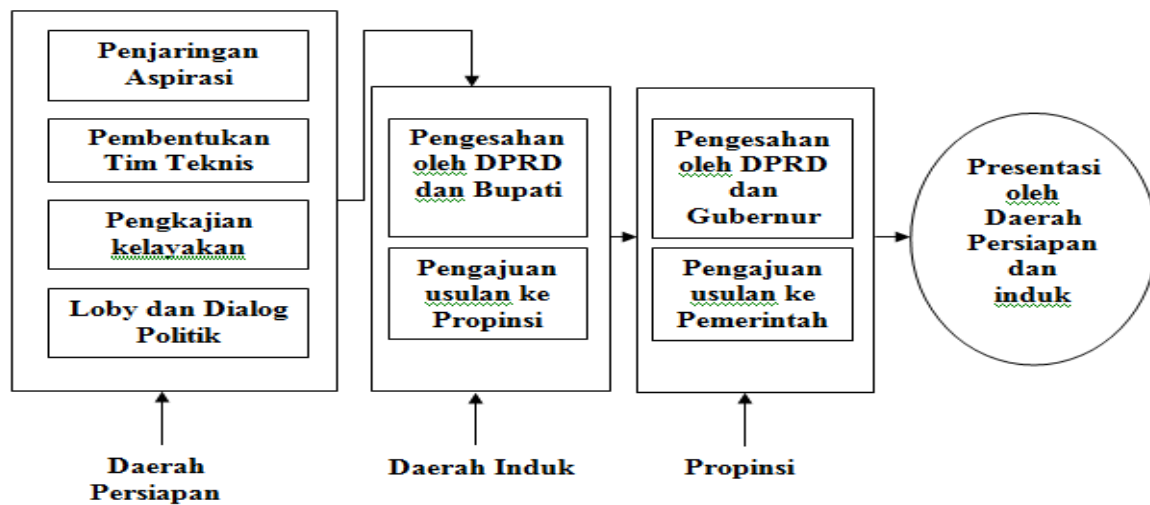 Penjaringan
Aspirasi
Pembentukan
Tim Teknis
Pengkajian
kelayakan
Loby dan Dialog
Politik
Daerah
Persiapan
Pengesahan
oleh DPRD
dan Bupati
Pengajuan
usulan ke
Propinsi
Daerah Induk
Pengesahan
oleh DPRD
dan
Gubernur
Pengajuan
usulan ke
Pemerintah
Propinsi
Presentasi
oleh
Daerah
Persiapan
dan
induk